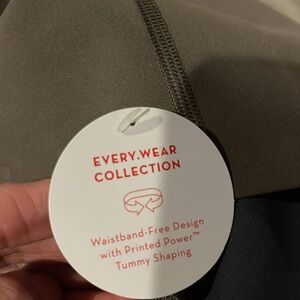 EVERY.WEAR
COLLECTION
Waistband-Free Design
with Printed Power™
Tummy Shaping